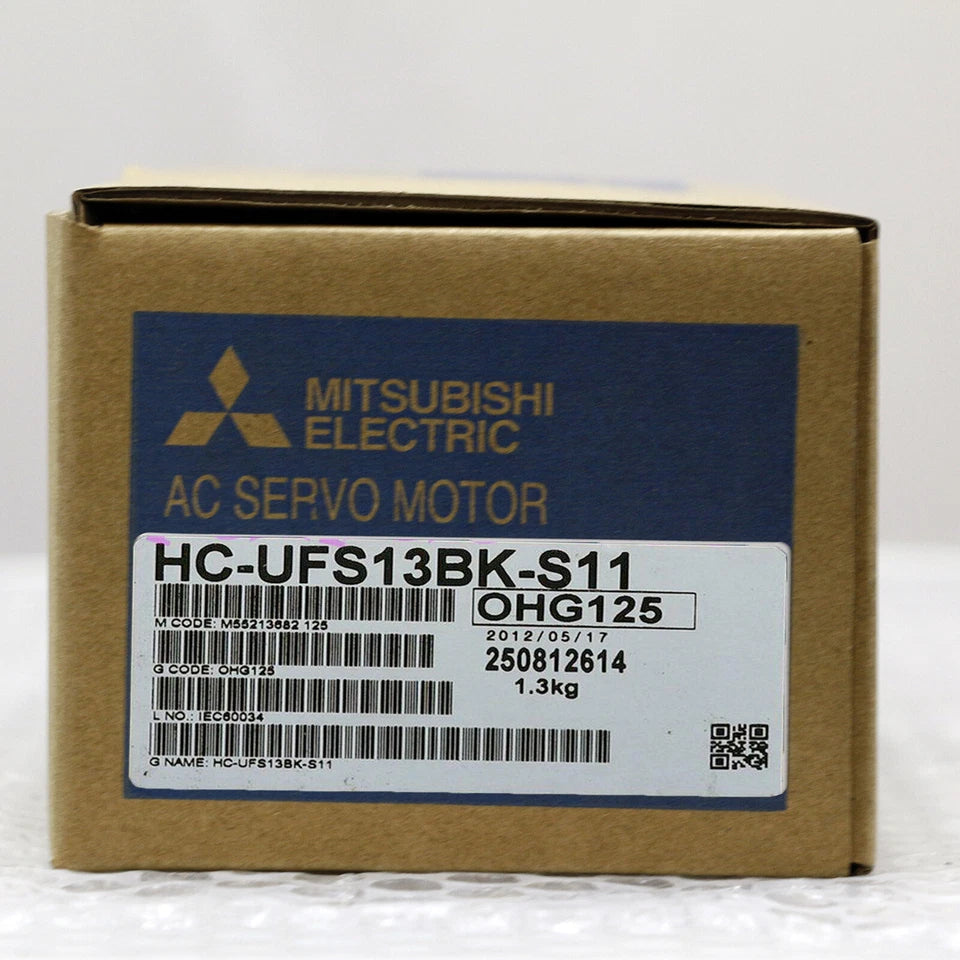 MITSUBISHI
ELECTRIC
AC SERVO MOTOR
HC-UFS13BK-S11
OHG125
M CODE: M55213682 125
2012/05/17
250812614
G CODE: OHG125
1.3kg
L NO.: IEC60034
G NAME: HC-UFS13BK-S11